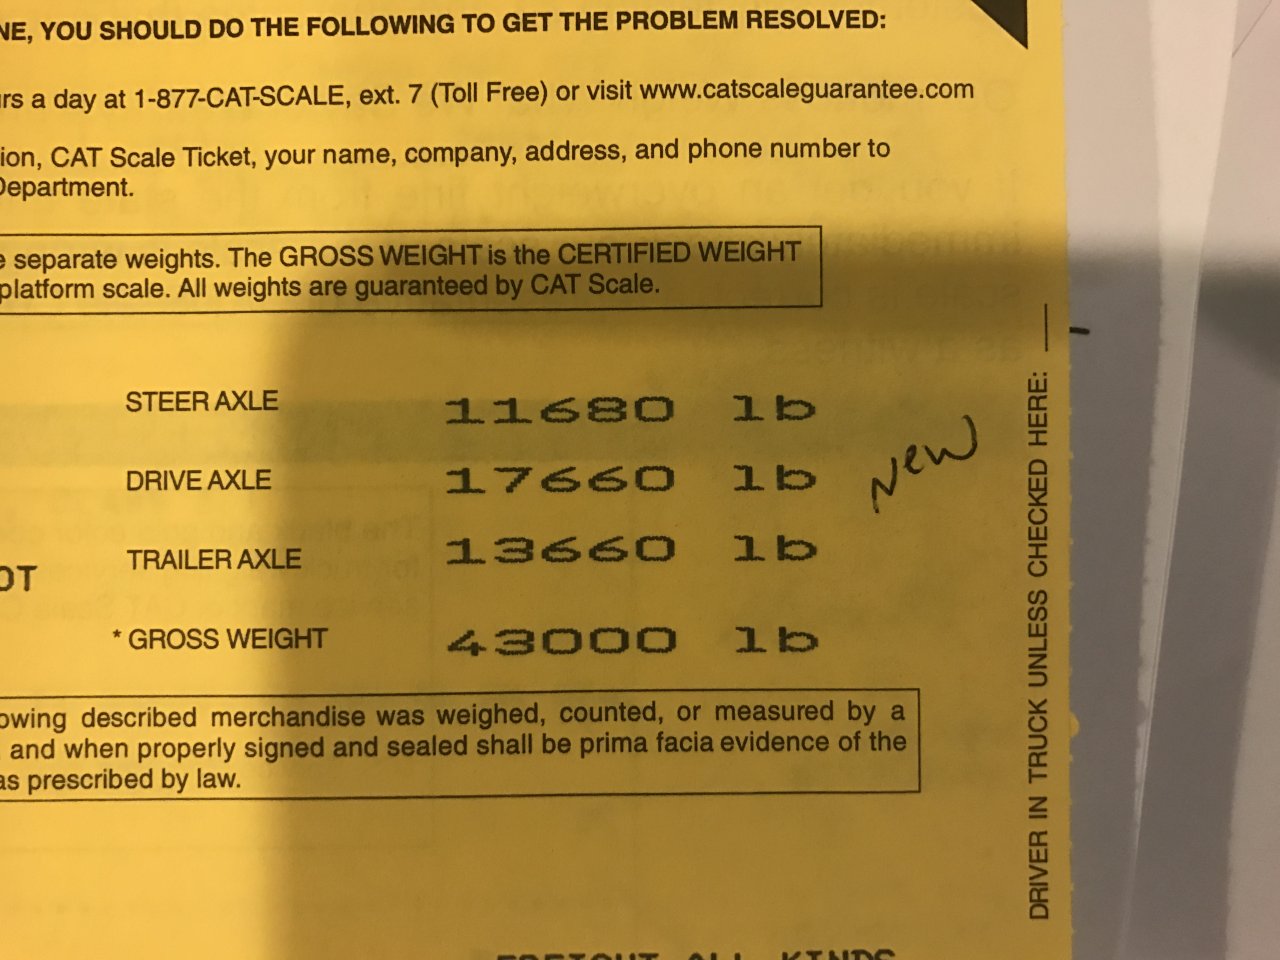 NE, YOU SHOULD DO THE FOLLOWING TO GET THE PROBLEM RESOLVED:
urs a day at 1-877-CAT-SCALE, ext. 7 (Toll Free) or visit www.catscaleguarantee.com
ion, CAT Scale Ticket, your name, company, address, and phone number to
Department.
e separate weights. The GROSS WEIGHT is the CERTIFIED WEIGHT
platform scale. All weights are guaranteed by CAT Scale.
STEER AXLE 11680 lb
DRIVE AXLE 17660 lb New
TRAILER AXLE 13660 lb
OT
* GROSS WEIGHT 43000 lb
owing described merchandise was weighed, counted, or measured by a
and when properly signed and sealed shall be prima facia evidence of the
as prescribed by law.
FREIGHT ALL KINDS
DRIVER IN TRUCK UNLESS CHECKED HERE: ___